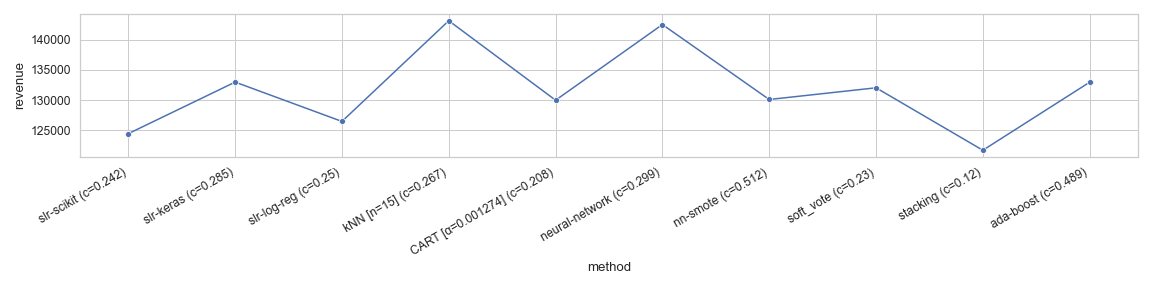 revenue
140000
135000
130000
125000
slr-scikit (c=0.242)
slr-keras (c=0.285)
slr-log-reg (c=0.25)
kNN [n=15] (c=0.267)
CART [α=0.001274] (c=0.208)
neural-network (c=0.299)
nn-smote (c=0.512)
soft_vote (c=0.23)
stacking (c=0.12)
ada-boost (c=0.489)
method